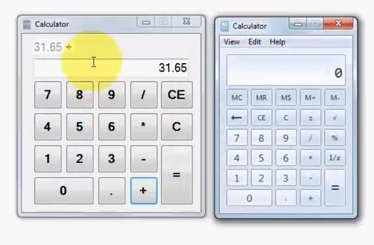 Calculator
31.65 +
31.65
7 8 9 / CE
4 5 6 * C
1 2 3 - =
0 . +
Calculator
View Edit Help
0
MC MR MS M+ M-
← CE C ± √
7 8 9 / %
4 5 6 * 1/x
1 2 3 - =
0 . +